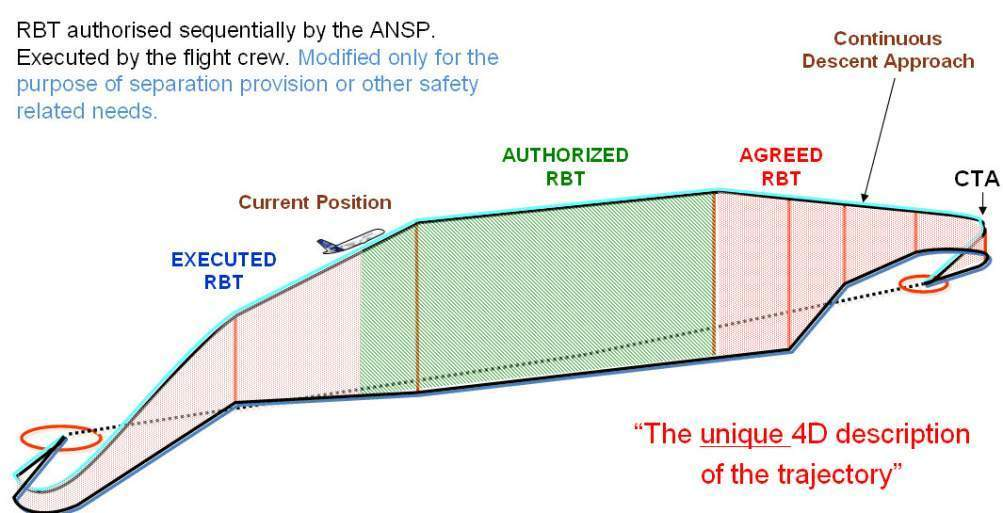 RBT authorised sequentially by the ANSP.
Executed by the flight crew. Modified only for the
purpose of separation provision or other safety
related needs.
Continuous
Descent Approach
AUTHORIZED
RBT
AGREED
RBT
CTA
Current Position
EXECUTED
RBT
“The unique 4D description
of the trajectory”